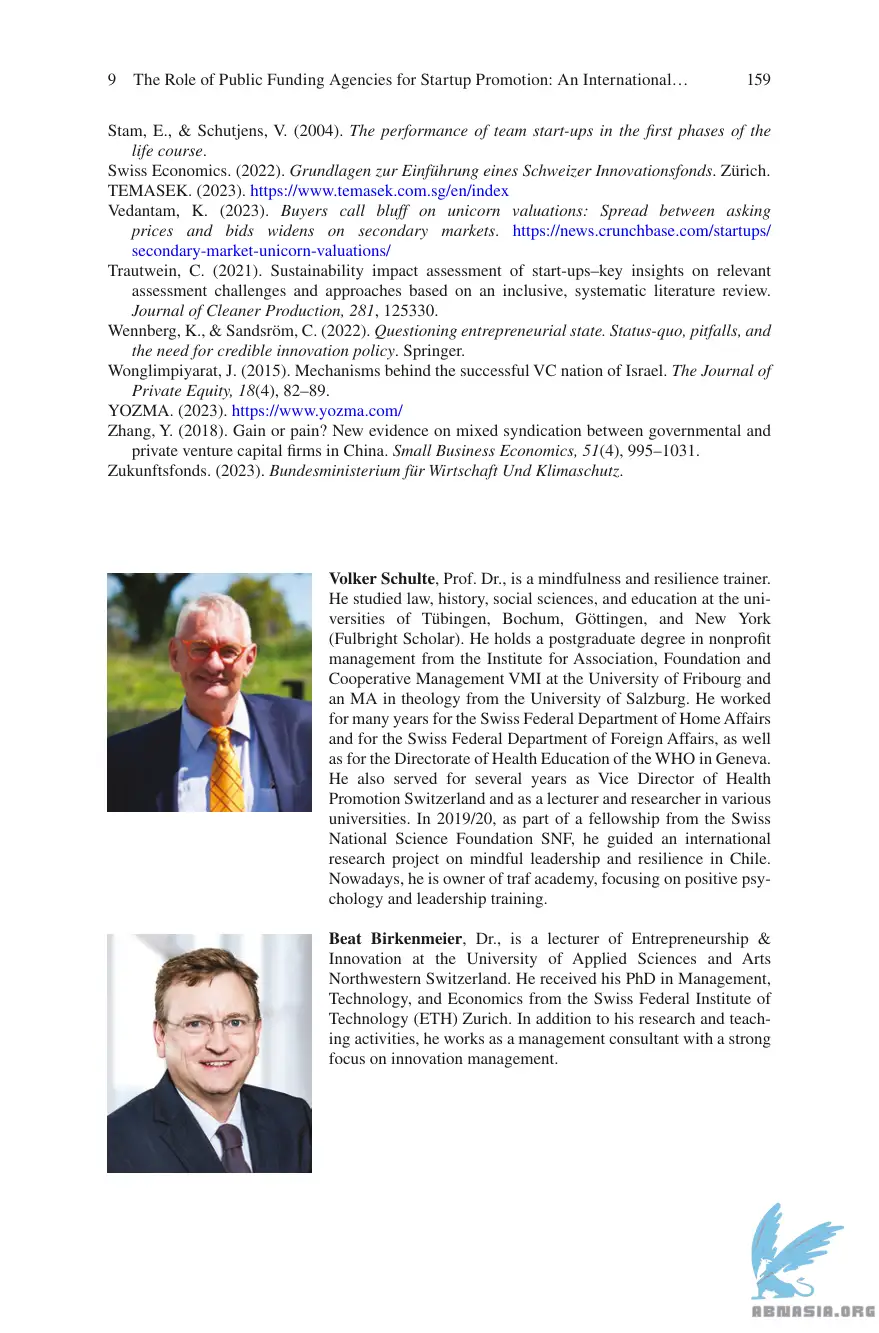 9 The Role of Public Funding Agencies for Startup Promotion: An International… 159
Stam, E., & Schutjens, V. (2004). The performance of team start-ups in the first phases of the
life course.
Swiss Economics. (2022). Grundlagen zur Einführung eines Schweizer Innovationsfonds. Zürich.
TEMASEK. (2023). https://www.temasek.com.sg/en/index
Vedantam, K. (2023). Buyers call bluff on unicorn valuations: Spread between asking
prices and bids widens on secondary markets. https://news.crunchbase.com/startups/
secondary-market-unicorn-valuations/
Trautwein, C. (2021). Sustainability impact assessment of start-ups–key insights on relevant
assessment challenges and approaches based on an inclusive, systematic literature review.
Journal of Cleaner Production, 281, 125330.
Wennberg, K., & Sandsröm, C. (2022). Questioning entrepreneurial state. Status-quo, pitfalls, and
the need for credible innovation policy. Springer.
Wonglimpiyarat, J. (2015). Mechanisms behind the successful VC nation of Israel. The Journal of
Private Equity, 18(4), 82–89.
YOZMA. (2023). https://www.yozma.com/
Zhang, Y. (2018). Gain or pain? New evidence on mixed syndication between governmental and
private venture capital firms in China. Small Business Economics, 51(4), 995–1031.
Zukunftsfonds. (2023). Bundesministerium für Wirtschaft Und Klimaschutz.
Volker Schulte, Prof. Dr., is a mindfulness and resilience trainer.
He studied law, history, social sciences, and education at the uni-
versities of Tübingen, Bochum, Göttingen, and New York
(Fulbright Scholar). He holds a postgraduate degree in nonprofit
management from the Institute for Association, Foundation and
Cooperative Management VMI at the University of Fribourg and
an MA in theology from the University of Salzburg. He worked
for many years for the Swiss Federal Department of Home Affairs
and for the Swiss Federal Department of Foreign Affairs, as well
as for the Directorate of Health Education of the WHO in Geneva.
He also served for several years as Vice Director of Health
Promotion Switzerland and as a lecturer and researcher in various
universities. In 2019/20, as part of a fellowship from the Swiss
National Science Foundation SNF, he guided an international
research project on mindful leadership and resilience in Chile.
Nowadays, he is owner of traf academy, focusing on positive psy-
chology and leadership training.
Beat Birkenmeier, Dr., is a lecturer of Entrepreneurship &
Innovation at the University of Applied Sciences and Arts
Northwestern Switzerland. He received his PhD in Management,
Technology, and Economics from the Swiss Federal Institute of
Technology (ETH) Zurich. In addition to his research and teach-
ing activities, he works as a management consultant with a strong
focus on innovation management.
ABNASIA.ORG